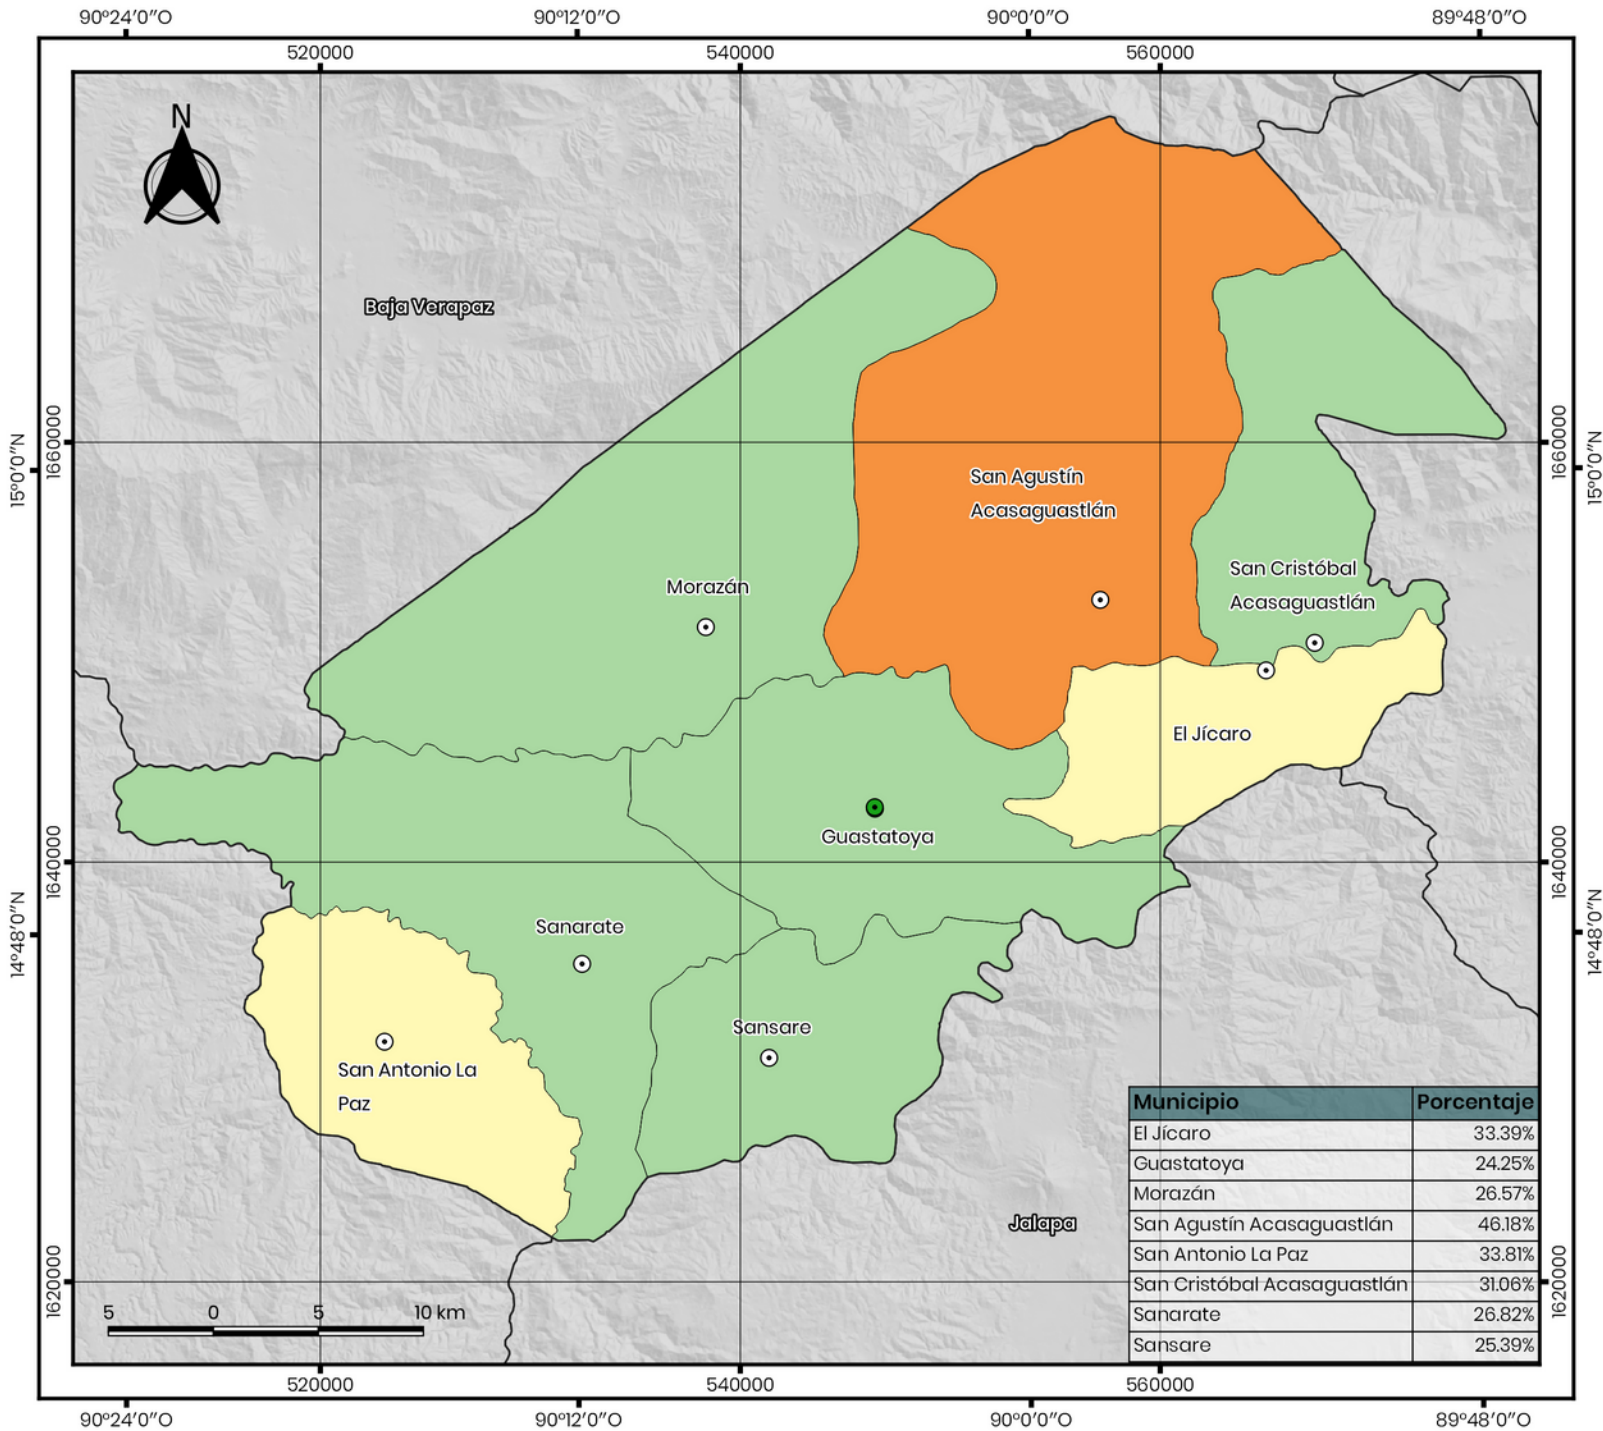 90°24'0"O 90°12'0"O 90°0'0"O 89°48'0"O
520000 540000 560000
N
Baja Verapaz
1660000
1660000
15°0'0"N
15°0'0"N
San Agustín
Acasaguastlán
San Cristóbal
Acasaguastlán
Morazán
El Jícaro
Guastatoya
1640000
1640000
14°48'0"N
14°48'0"N
Sanarate
Sansare
San Antonio La
Paz
Jalapa
Municipio Porcentaje
El Jícaro 33.39%
Guastatoya 24.25%
Morazán 26.57%
San Agustín Acasaguastlán 46.18%
San Antonio La Paz 33.81%
San Cristóbal Acasaguastlán 31.06%
Sanarate 26.82%
Sansare 25.39%
1620000
1620000
5 0 5 10 km
520000 540000 560000
90°24'0"O 90°12'0"O 90°0'0"O 89°48'0"O